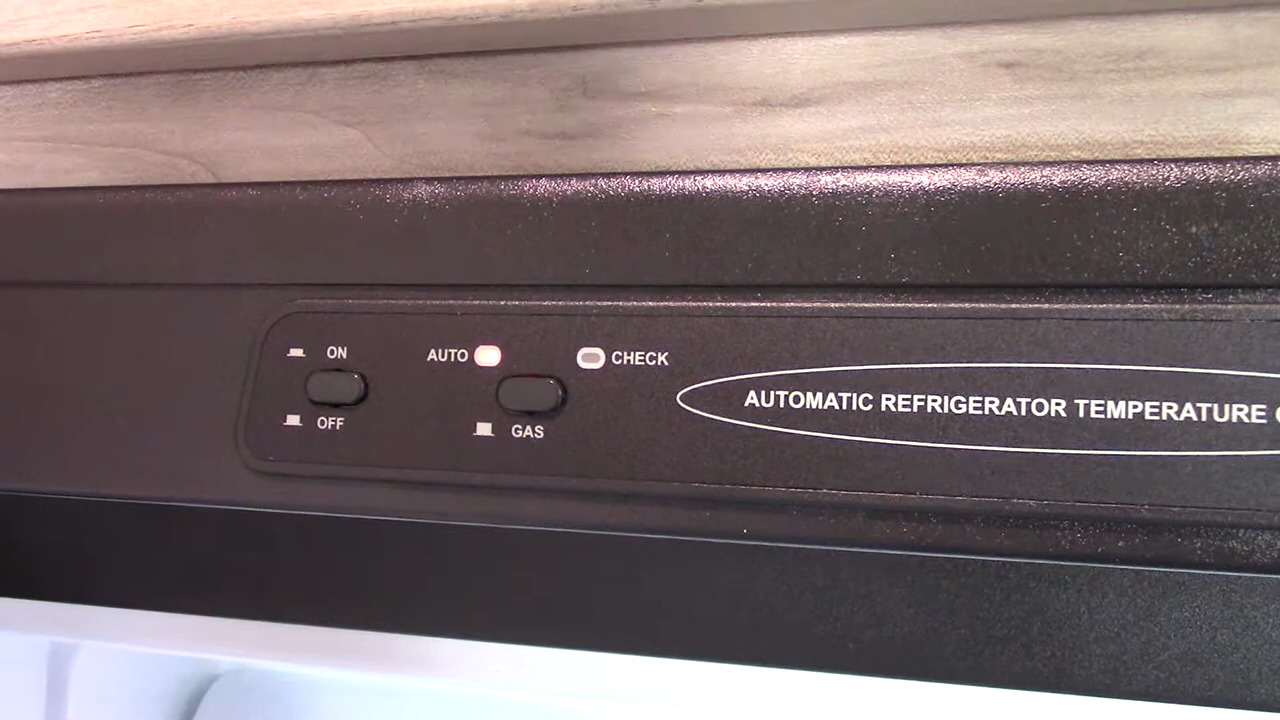 ON
OFF
AUTO
GAS
CHECK
AUTOMATIC REFRIGERATOR TEMPERATURE